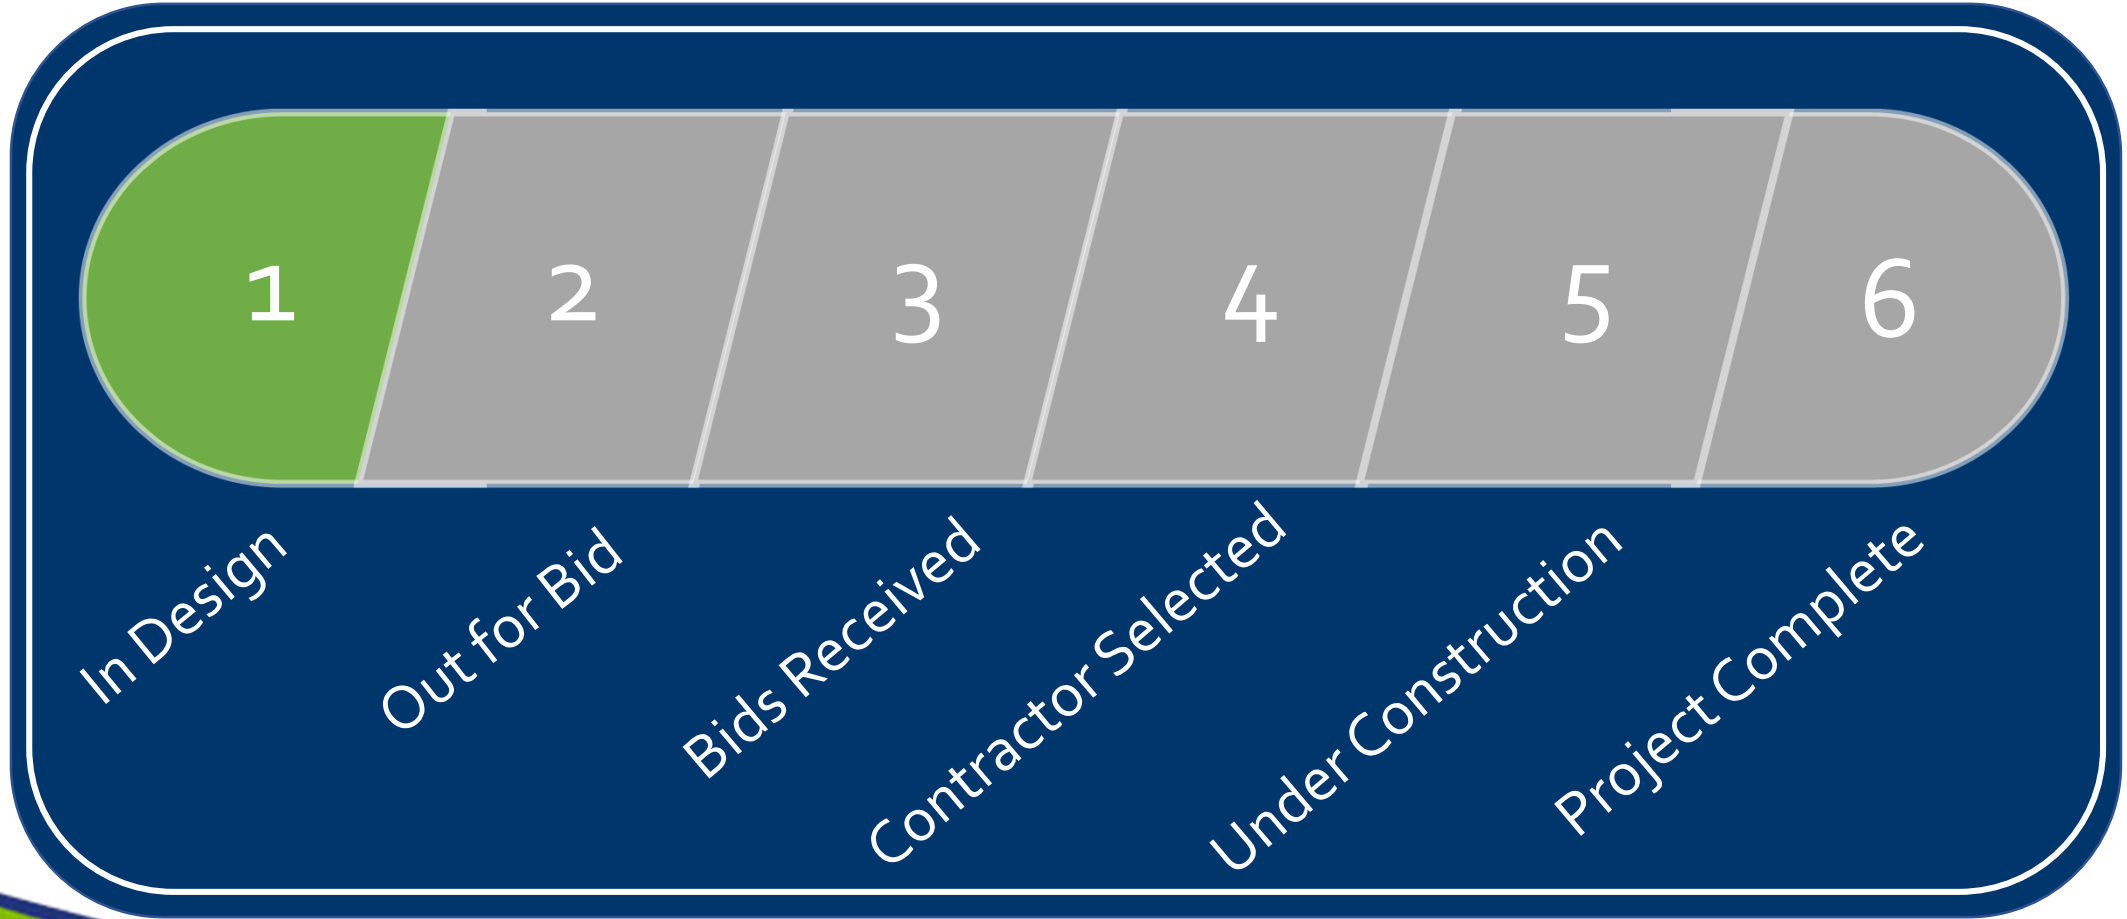 1
2
3
4
5
6
In Design
Out for Bid
Bids Received
Contractor Selected
Under Construction
Project Complete